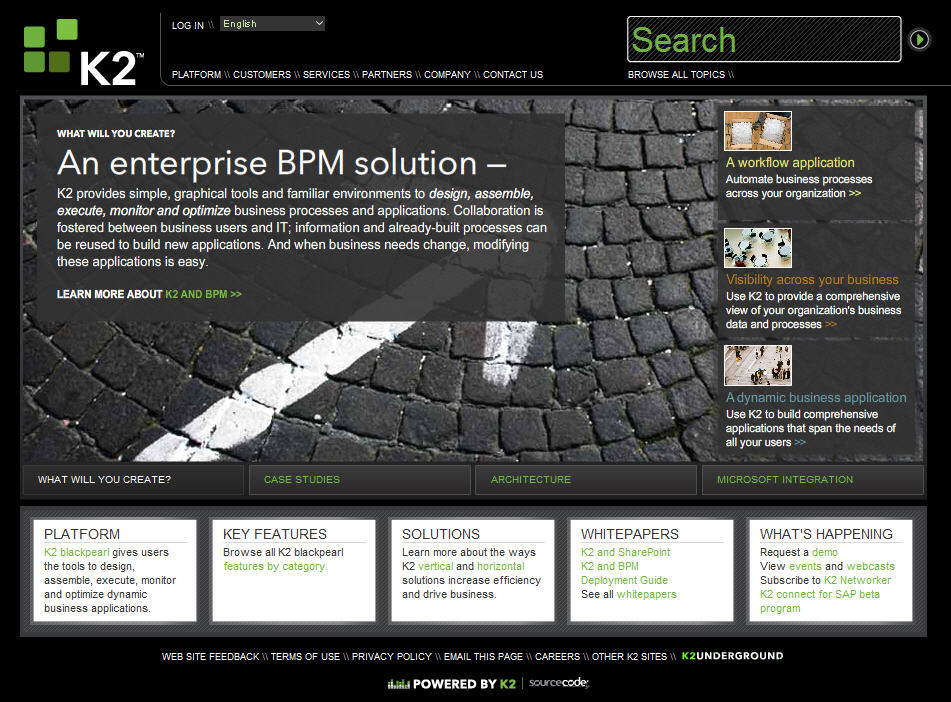 LOG IN \\ English
Search
K2™
PLATFORM \\ CUSTOMERS \\ SERVICES \\ PARTNERS \\ COMPANY \\ CONTACT US
BROWSE ALL TOPICS \\
WHAT WILL YOU CREATE?
An enterprise BPM solution –
K2 provides simple, graphical tools and familiar environments to design, assemble,
execute, monitor and optimize business processes and applications. Collaboration is
fostered between business users and IT; information and already-built processes can
be reused to build new applications. And when business needs change, modifying
these applications is easy.
LEARN MORE ABOUT K2 AND BPM >>
A workflow application
Automate business processes
across your organization >>
Visibility across your business
Use K2 to provide a comprehensive
view of your organization's business
data and processes >>
A dynamic business application
Use K2 to build comprehensive
applications that span the needs of
all your users >>
WHAT WILL YOU CREATE?
CASE STUDIES
ARCHITECTURE
MICROSOFT INTEGRATION
PLATFORM
K2 blackpearl gives users
the tools to design,
assemble, execute, monitor
and optimize dynamic
business applications.
KEY FEATURES
Browse all K2 blackpearl
features by category.
SOLUTIONS
Learn more about the ways
K2 vertical and horizontal
solutions increase efficiency
and drive business.
WHITEPAPERS
K2 and SharePoint
K2 and BPM
Deployment Guide
See all whitepapers
WHAT'S HAPPENING
Request a demo
View events and webcasts
Subscribe to K2 Networker
K2 connect for SAP beta
program
WEB SITE FEEDBACK \\ TERMS OF USE \\ PRIVACY POLICY \\ EMAIL THIS PAGE \\ CAREERS \\ OTHER K2 SITES \\ K2UNDERGROUND
POWERED BY K2 | sourcecode